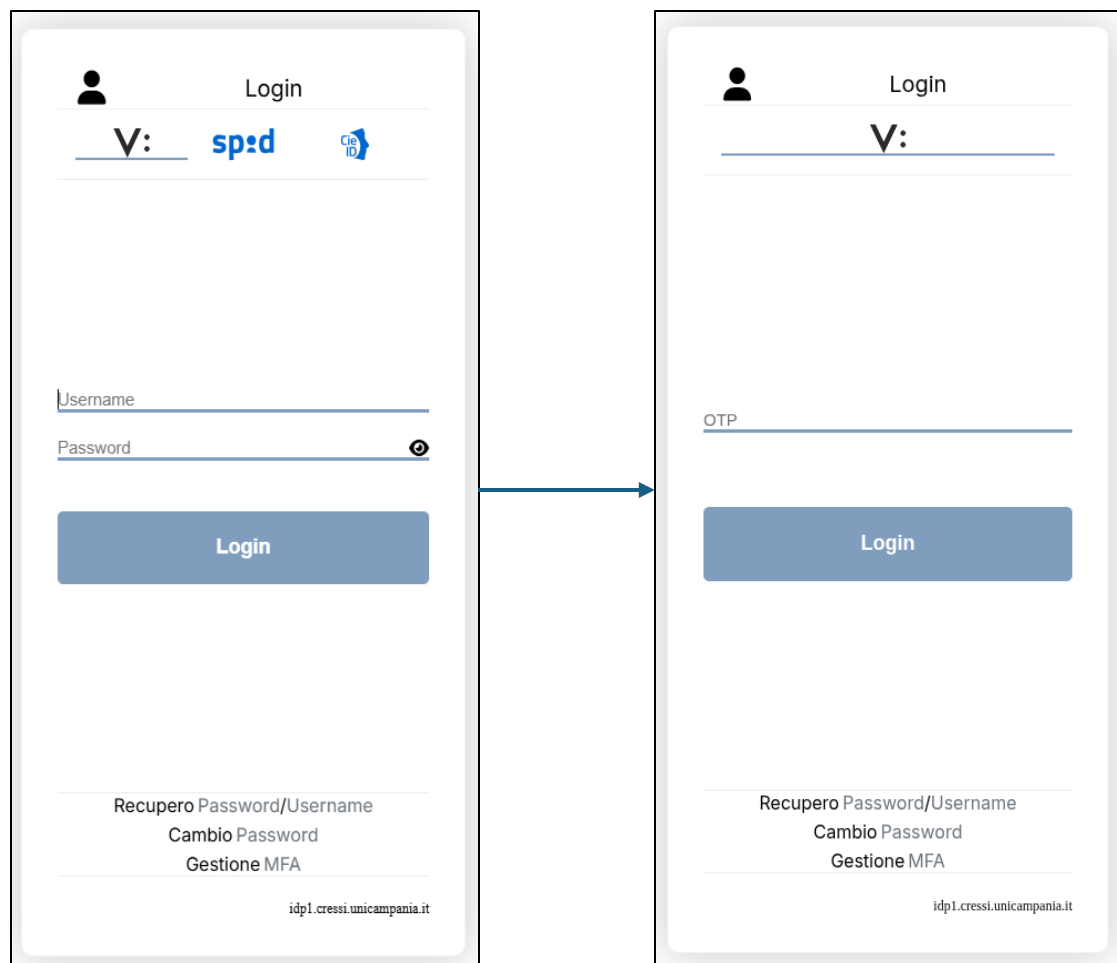 Login
V:
spid
Cie
ID
Username
Password
Login
Recupero Password/Username
Cambio Password
Gestione MFA
idp1.cressi.unicampania.it
Login
V:
OTP
Login
Recupero Password/Username
Cambio Password
Gestione MFA
idp1.cressi.unicampania.it